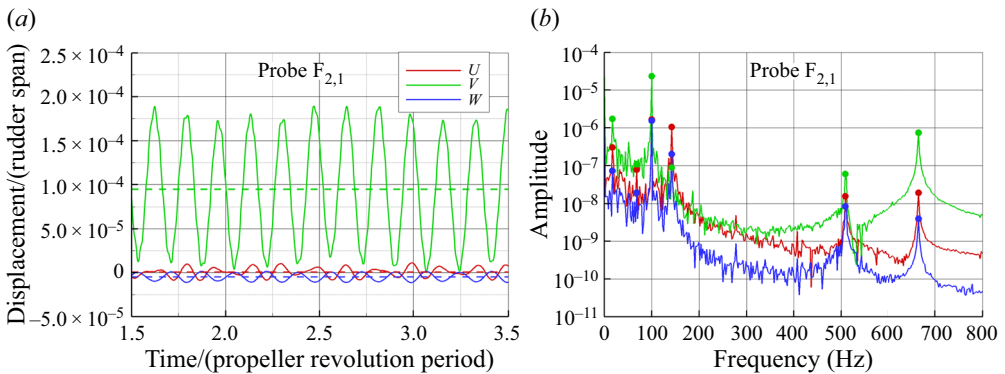 (a)
Displacement/(rudder span)
2.5 × 10⁻⁴
2.0 × 10⁻⁴
1.5 × 10⁻⁴
1.0 × 10⁻⁴
5.0 × 10⁻⁵
0
–5.0 × 10⁻⁵
Probe F₂,₁
U
V
W
1.5 2.0 2.5 3.0 3.5
Time/(propeller revolution period)
(b)
Amplitude
10⁻⁴
10⁻⁵
10⁻⁶
10⁻⁷
10⁻⁸
10⁻⁹
10⁻¹⁰
10⁻¹¹
Probe F₂,₁
0 100 200 300 400 500 600 700 800
Frequency (Hz)